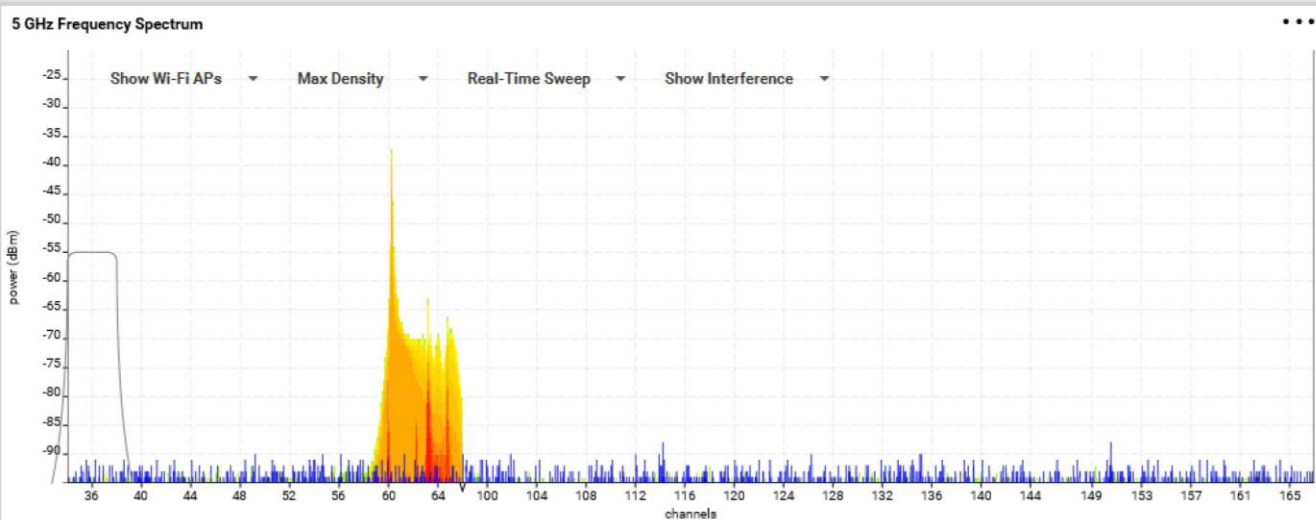 5 GHz Frequency Spectrum
Show Wi-Fi APs Max Density Real-Time Sweep Show Interference
-25
-30
-35
-40
-45
-50
-55
-60
-65
-70
-75
-80
-85
-90
power (dBm)
36 40 44 48 52 56 60 64 100 104 108 112 116 120 124 128 132 136 140 144 149 153 157 161 165
channels